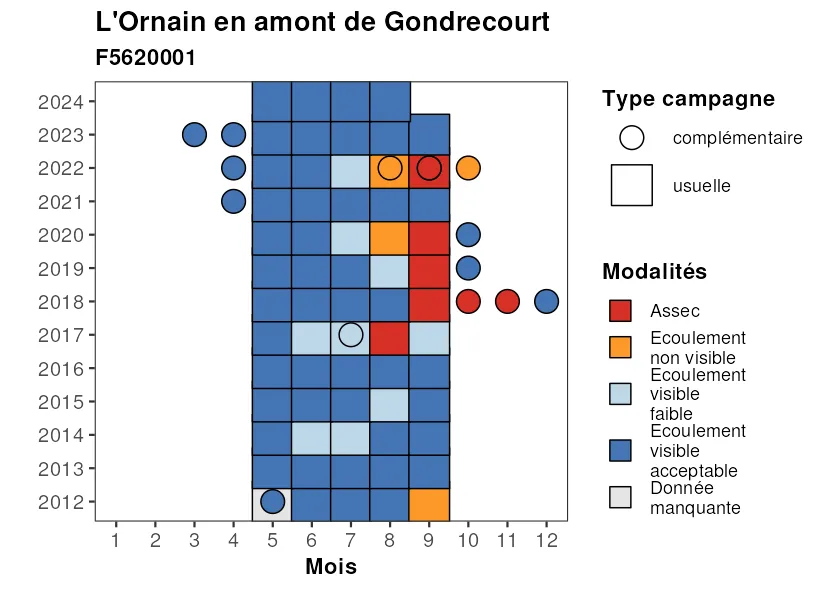 L'Ornain en amont de Gondrecourt
F5620001
2024
2023
2022
2021
2020
2019
2018
2017
2016
2015
2014
2013
2012
1 2 3 4 5 6 7 8 9 10 11 12
Mois
Type campagne
complémentaire
usuelle
Modalités
Assec
Ecoulement
non visible
Ecoulement
visible
faible
Ecoulement
visible
acceptable
Donnée
manquante